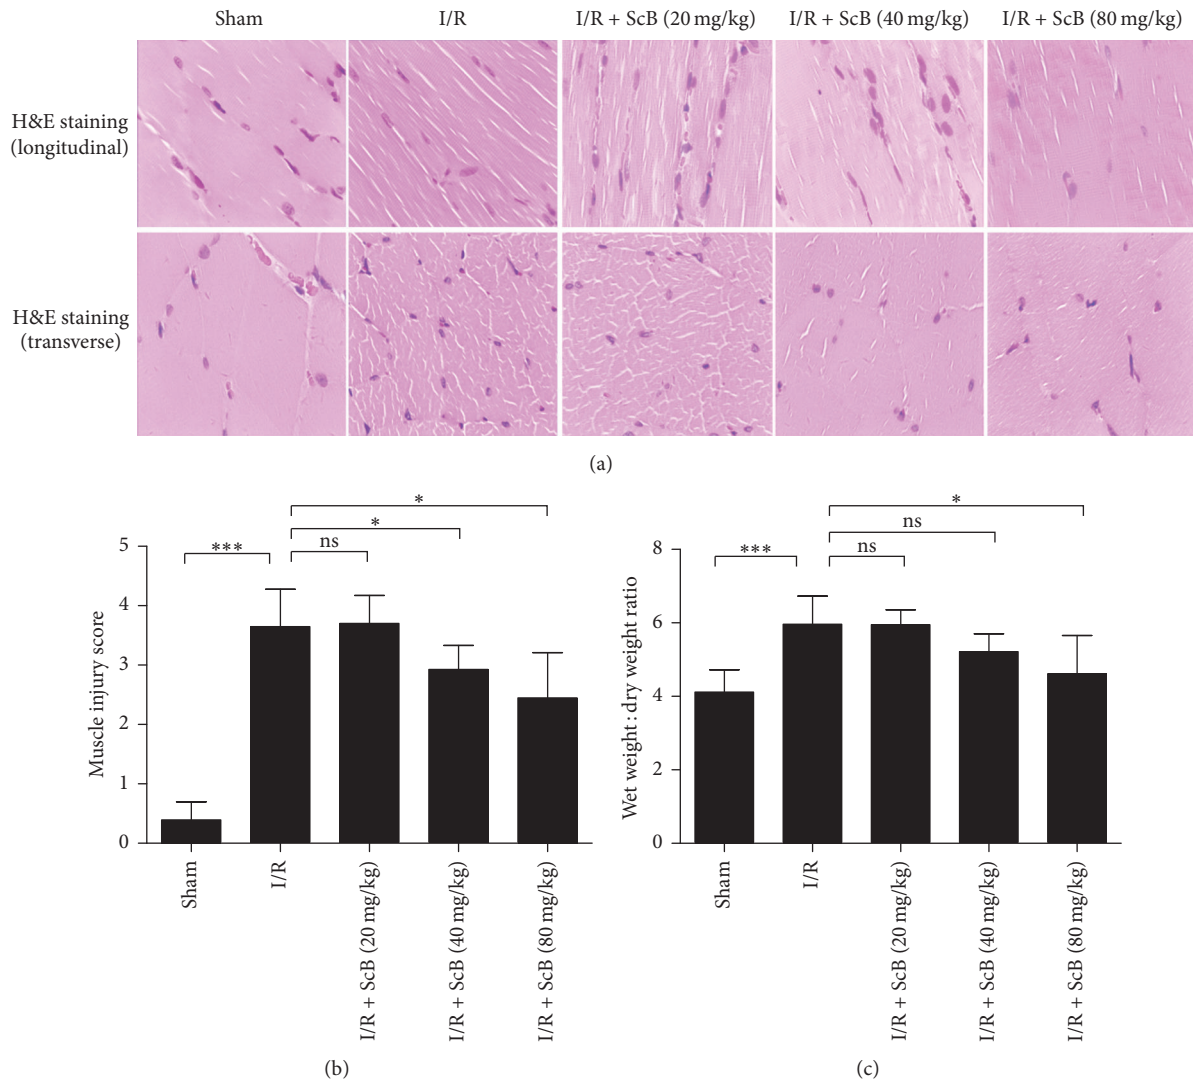 Sham
I/R
I/R + ScB (20 mg/kg)
I/R + ScB (40 mg/kg)
I/R + ScB (80 mg/kg)
H&E staining
(longitudinal)
H&E staining
(transverse)
(a)
Muscle injury score
5
4
3
2
1
0
***
ns
*
*
Sham
I/R
I/R + ScB (20 mg/kg)
I/R + ScB (40 mg/kg)
I/R + ScB (80 mg/kg)
(b)
Wet weight : dry weight ratio
8
6
4
2
0
***
ns
ns
*
Sham
I/R
I/R + ScB (20 mg/kg)
I/R + ScB (40 mg/kg)
I/R + ScB (80 mg/kg)
(c)